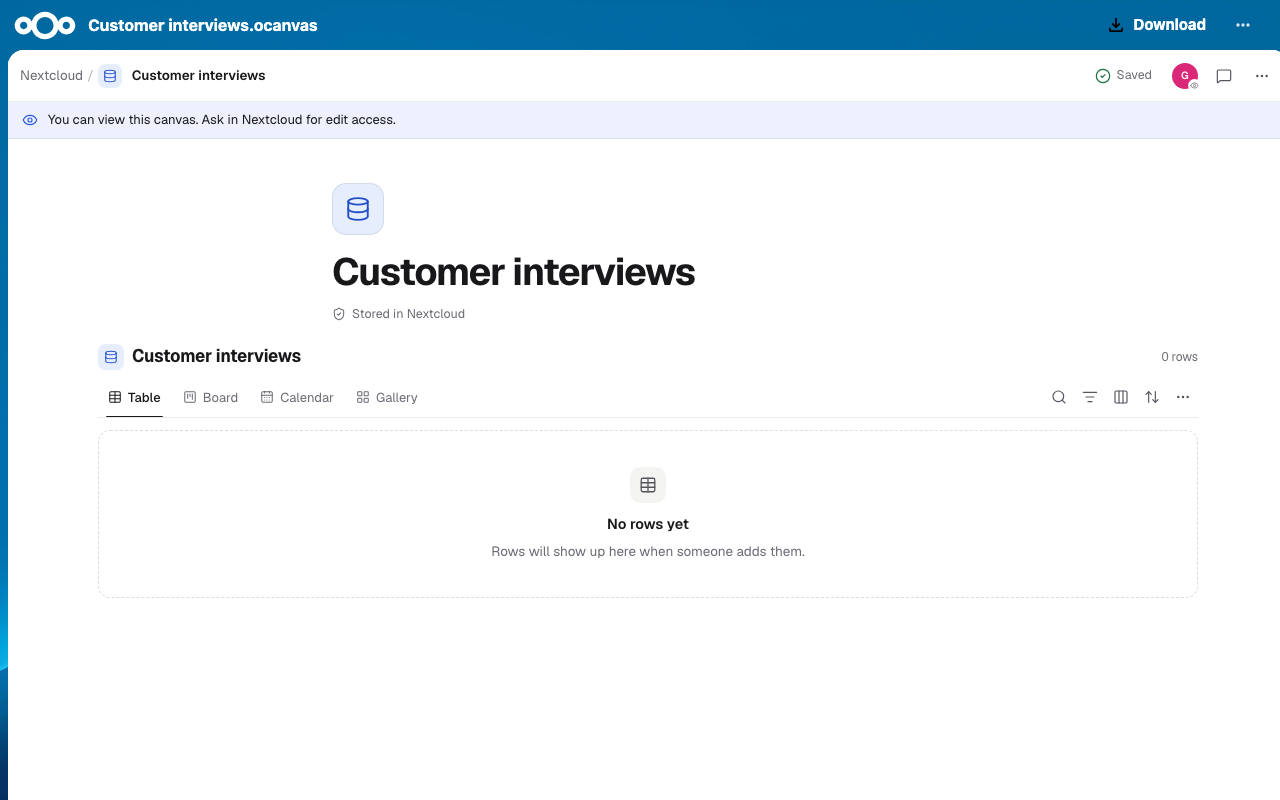 Customer interviews.ocanvas
Download
Nextcloud / Customer interviews
Saved
G
You can view this canvas. Ask in Nextcloud for edit access.
Customer interviews
Stored in Nextcloud
Customer interviews
0 rows
Table
Board
Calendar
Gallery
No rows yet
Rows will show up here when someone adds them.